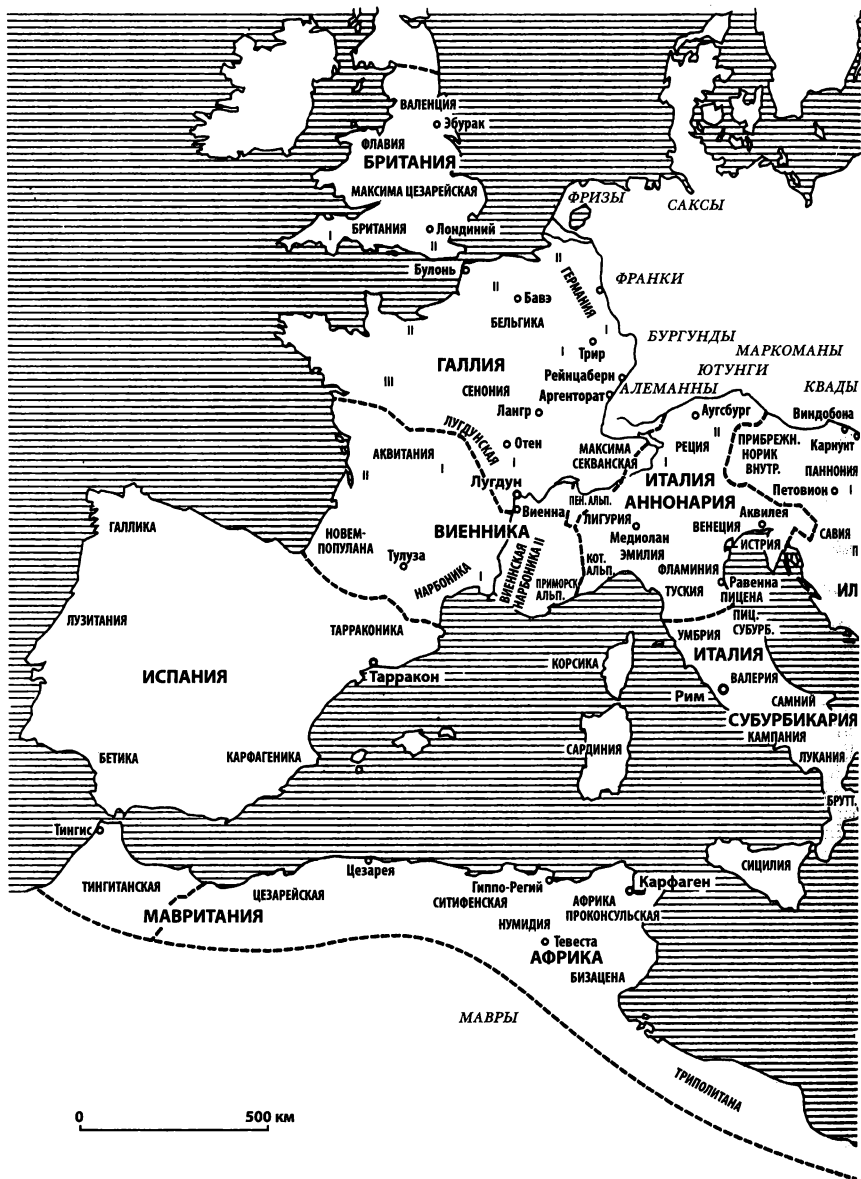 ВАЛЕНЦИЯ
Эбурак
ФЛАВИЯ
БРИТАНИЯ
МАКСИМА ЦЕЗАРЕЙСКАЯ
БРИТАНИЯ
I
Лондиний
II
ФРИЗЫ
САКСЫ
Булонь
II
ГЕРМАНИЯ
ФРАНКИ
II
Бавэ
БЕЛЬГИКА
II
I
БУРГУНДЫ
Трир
I
МАРКОМАНЫ
ГАЛЛИЯ
Рейнцаберн
ЮТУНГИ
III
СЕНОНИЯ
Аргенторат
АЛЕМАННЫ
КВАДЫ
Лангр
Аугсбург
Виндобона
ЛУГДУНСКАЯ
II
АКВИТАНИЯ
Отен
МАКСИМА
СЕКВАНСКАЯ
РЕЦИЯ
ПРИБРЕЖН.
НОРИК
ВНУТР.
Карнунт
II
I
I
I
ПАННОНИЯ
Лугдун
ИТАЛИЯ
АННОНАРИЯ
Петовион
I
Виенна
ПЕН. АЛЬП.
ЛИГУРИЯ
Аквилея
ГАЛЛИКА
НОВЕМ-
ПОПУЛАНА
ВИЕННИКА
Медиолан
ВЕНЕЦИЯ
САВИЯ
П
ЭМИЛИЯ
ИСТРИЯ
Тулуза
ВИЕННСКАЯ
НАРБОНИКА II
КОТ.
АЛЬП.
ФЛАМИНИЯ
НАРБОНИКА
I
ПРИМОРСК.
АЛЬП.
ТУСКИЯ
Равенна
ПИЦЕНА
ИЛ
ЛУЗИТАНИЯ
ТАРРАКОНИКА
УМБРИЯ
ПИЦ.
СУБУРБ.
ИСПАНИЯ
Тарракон
КОРСИКА
ИТАЛИЯ
ВАЛЕРИЯ
Рим
САМНИЙ
СУБУРБИКАРИЯ
КАМПАНИЯ
БЕТИКА
КАРФАГЕНИКА
САРДИНИЯ
ЛУКАНИЯ
БРУТТ.
Тингис
СИЦИЛИЯ
Цезарея
ТИНГИТАНСКАЯ
ЦЕЗАРЕЙСКАЯ
Гиппо-Регий
СИТИФЕНСКАЯ
Карфаген
МАВРИТАНИЯ
АФРИКА
ПРОКОНСУЛЬСКАЯ
НУМИДИЯ
Тевеста
АФРИКА
БИЗАЦЕНА
МАВРЫ
ТРИПОЛИТАНА
0
500 км